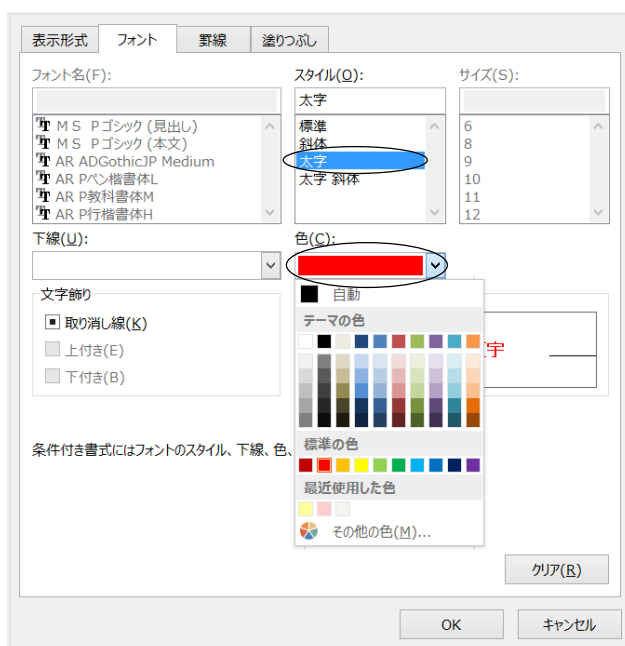 表示形式 フォント 罫線 塗りつぶし
フォント名(F): スタイル(O): サイズ(S):
太字
ＭＳ Ｐゴシック (見出し) 標準 6
ＭＳ Ｐゴシック (本文) 斜体 8
AR ADGothicJP Medium 太字 9
AR Pペン楷書体L 太字 斜体 10
AR P教科書体M 11
AR P行楷書体H 12
下線(U): 色(C):
文字飾り 自動
取り消し線(K) テーマの色
上付き(E)
下付き(B)
条件付き書式にはフォントのスタイル、下線、色、
標準の色
最近使用した色
その他の色(M)...
クリア(R)
OK キャンセル